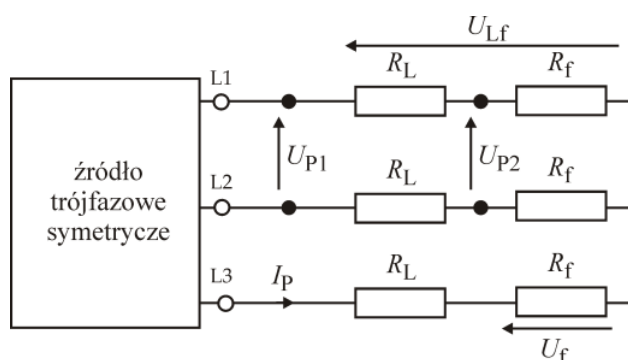 U_Lf
L1
R_L
R_f
U_P1
U_P2
źródło
trójfazowe
symetrycze
L2
R_L
R_f
L3
I_P
R_L
R_f
U_f